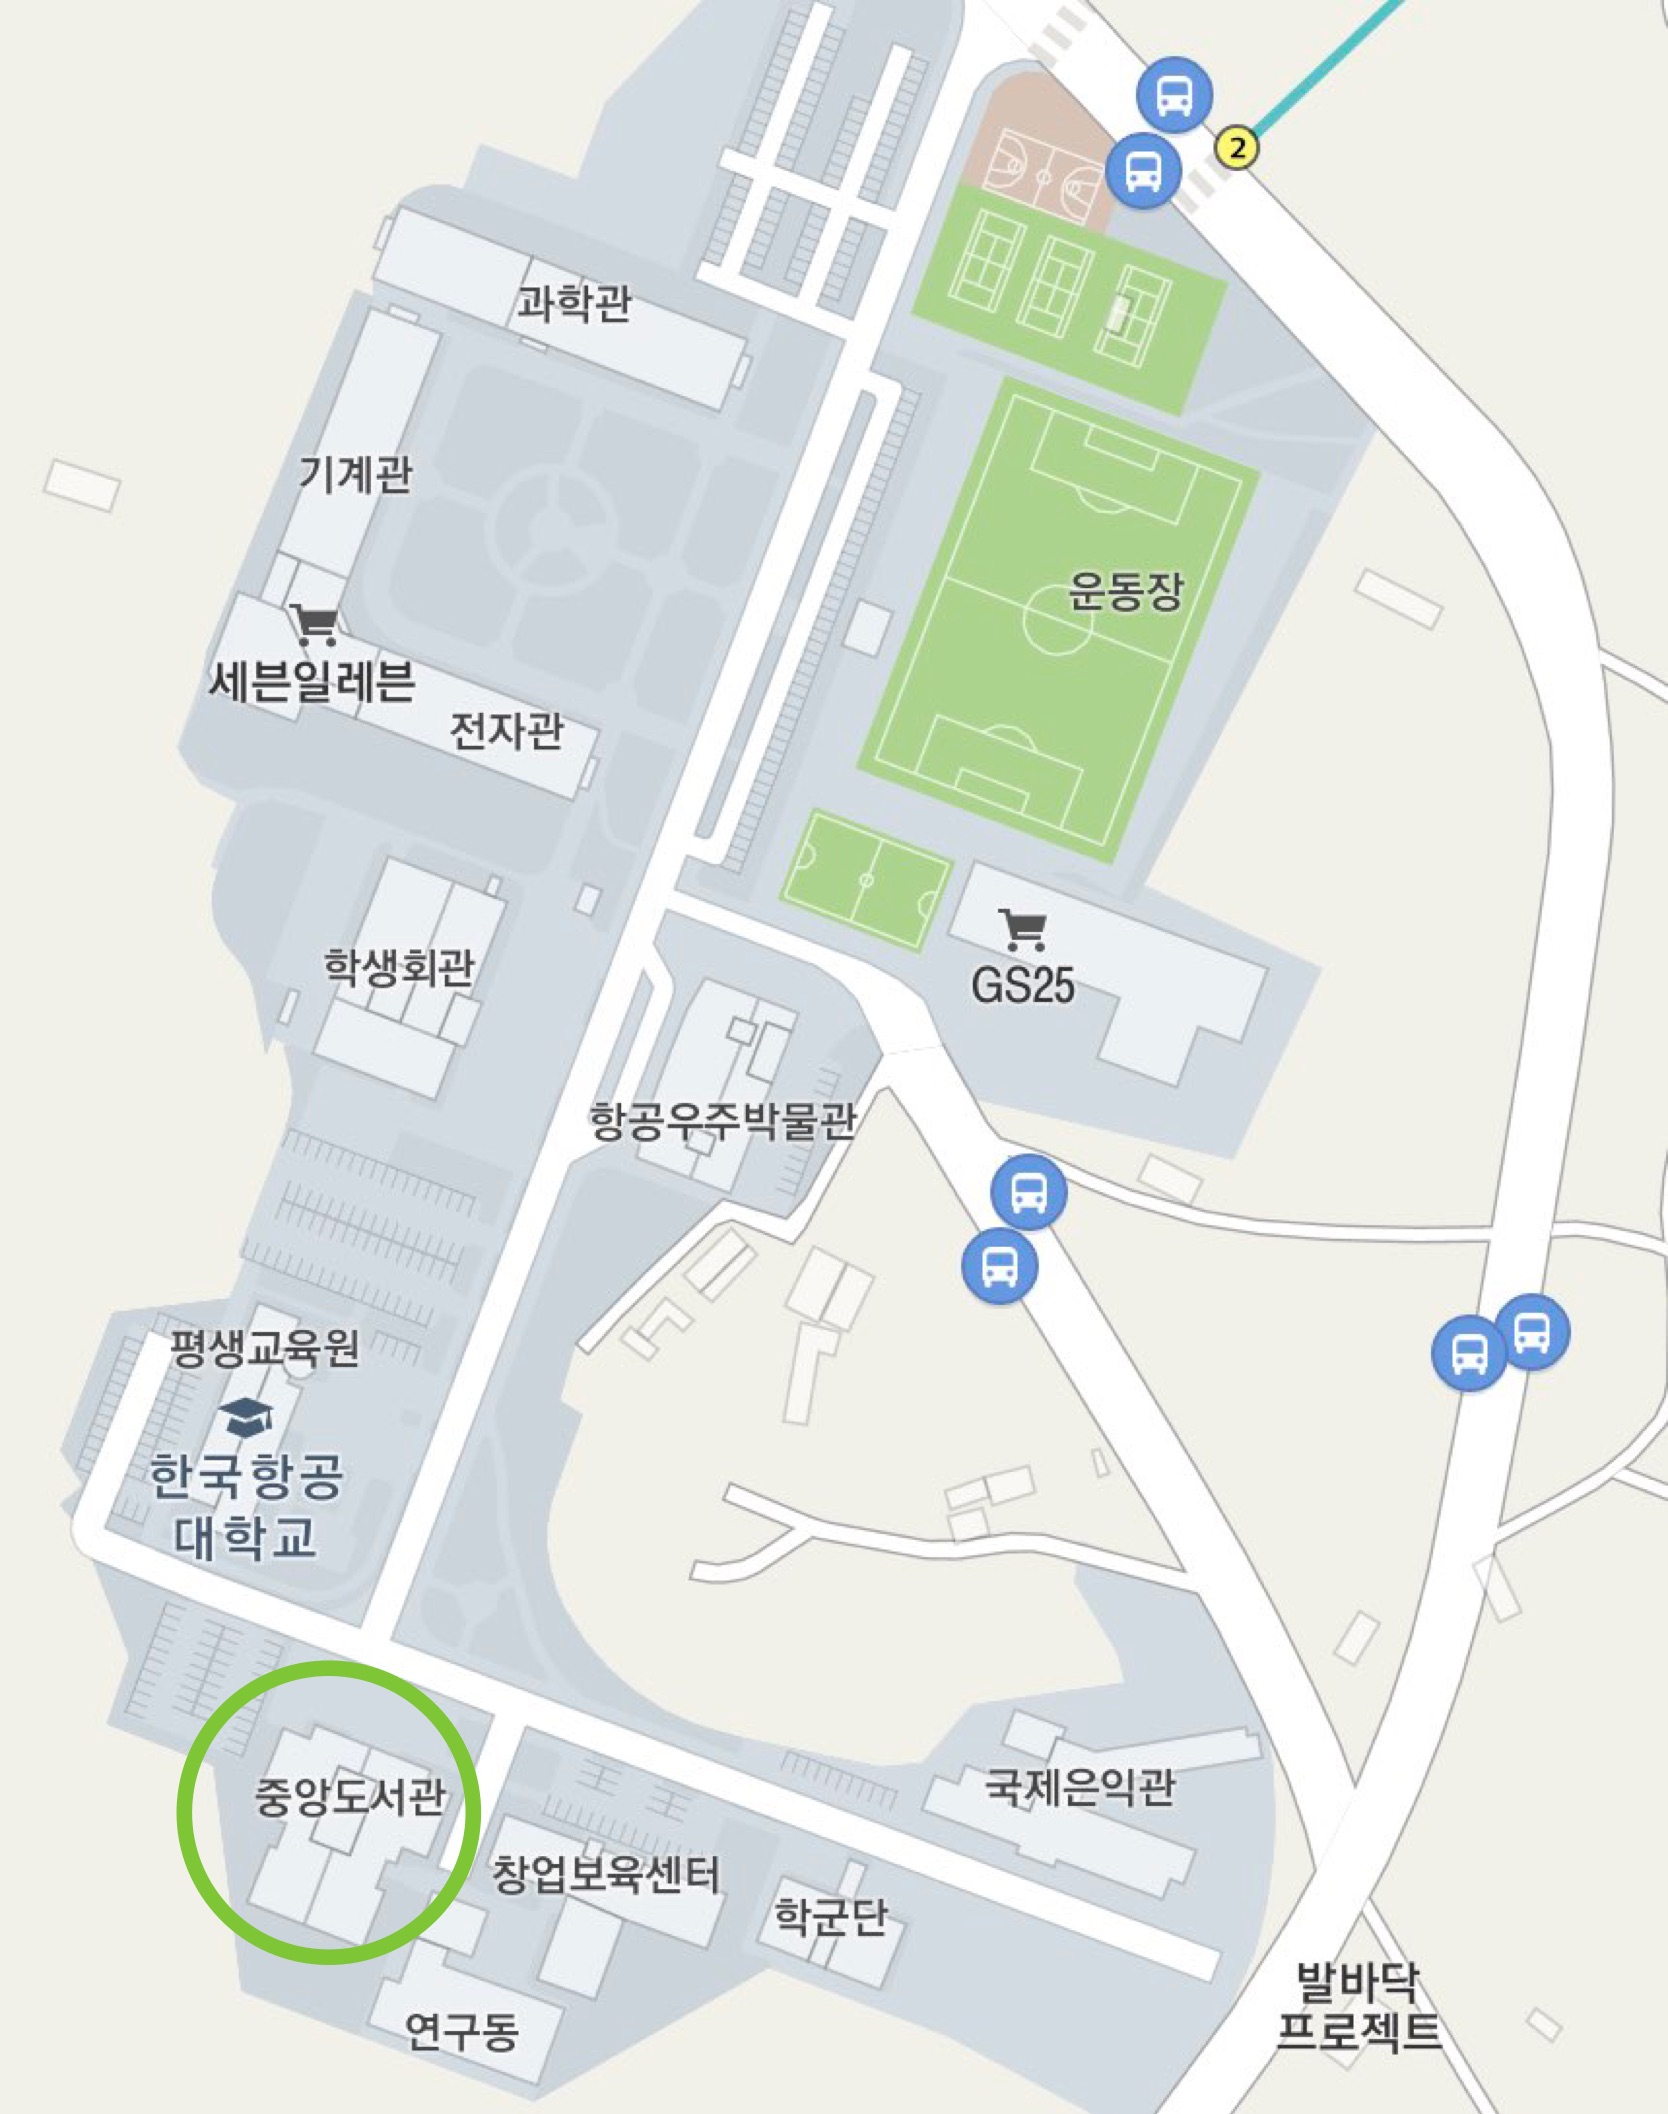 2
과학관
기계관
운동장
세븐일레븐
전자관
학생회관
GS25
항공우주박물관
평생교육원
한국항공
대학교
중앙도서관
국제은익관
창업보육센터
학군단
발바닥
프로젝트
연구동